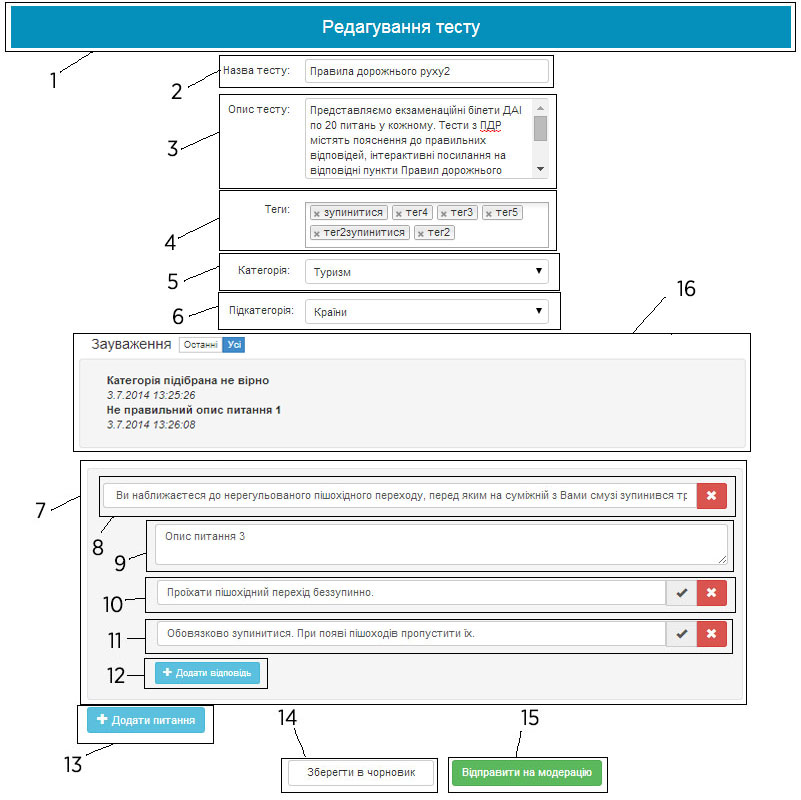 Редагування тесту
1
2
Назва тесту: Правила дорожнього руху2
3
Опис тесту: Представляємо екзаменаційні білети ДАІ
по 20 питань у кожному. Тести з ПДР
містять пояснення до правильних
відповідей, інтерактивні посилання на
відповідні пункти Правил дорожнього
4
Теги: × зупинитися × тег4 × тег3 × тег5
× тег2зупинитися × тег2
5
Категорія: Туризм
6
Підкатегорія: Країни
16
Зауваження Останні Усі
Категорія підібрана не вірно
3.7.2014 13:25:26
Не правильний опис питання 1
3.7.2014 13:26:08
7
8
Ви наближаєтеся до нерегульованого пішохідного переходу, перед яким на суміжній з Вами смузі зупинився тр
9
Опис питання 3
10
Проїхати пішохідний перехід беззупинно.
11
Обовязково зупинитися. При появі пішоходів пропустити їх.
12
+ Додати відповідь
13
+ Додати питання
14
Зберегти в чорновик
15
Відправити на модерацію